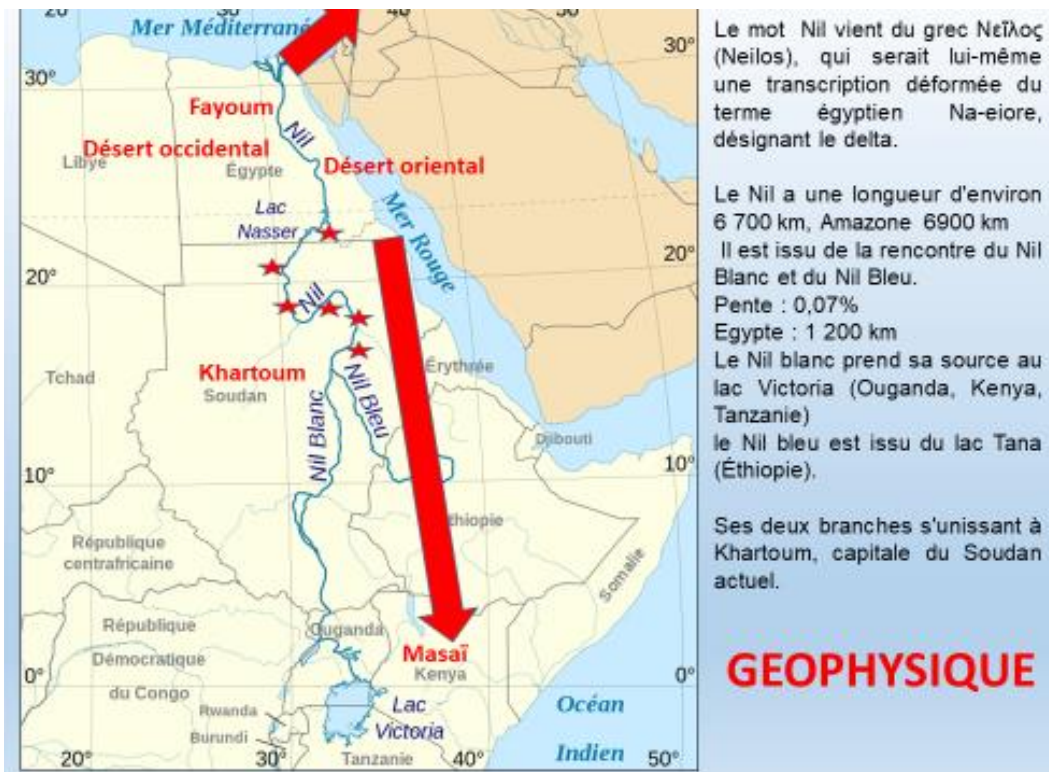 20°
40°
50°
Mer Méditerrané
30°
30°
Fayoum
Nil
Désert occidental
Libye
Égypte
Désert oriental
Lac
Nasser
Mer Rouge
20°
20°
Nil
Khartoum
Soudan
Tchad
Érythrée
Nil Blanc
Nil Bleu
Djibouti
10°
10°
thiopie
République
centrafricaine
Somalie
République
Démocratique
du Congo
Ouganda
Masaï
Kenya
0°
0°
Rwanda
Burundi
Lac
Victoria
Océan
Indien
Tanzanie
20°
30°
40°
50°
Le mot Nil vient du grec Νεῖλος
(Neilos), qui serait lui-même
une transcription déformée du
terme égyptien Na-eiore,
désignant le delta.
Le Nil a une longueur d'environ
6 700 km, Amazone 6900 km
Il est issu de la rencontre du Nil
Blanc et du Nil Bleu.
Pente : 0,07%
Egypte : 1 200 km
Le Nil blanc prend sa source au
lac Victoria (Ouganda, Kenya,
Tanzanie)
le Nil bleu est issu du lac Tana
(Éthiopie).
Ses deux branches s'unissant à
Khartoum, capitale du Soudan
actuel.
GEOPHYSIQUE